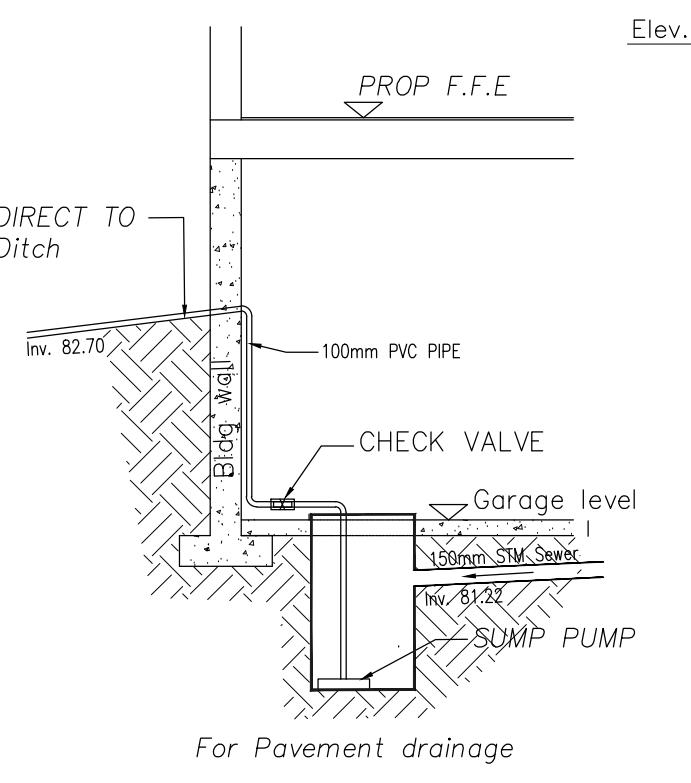 Elev.
PROP F.F.E
DIRECT TO
Ditch
Inv. 82.70
100mm PVC PIPE
Bldg wall
CHECK VALVE
Garage level
150mm STM Sewer
Inv. 81.22
SUMP PUMP
For Pavement drainage